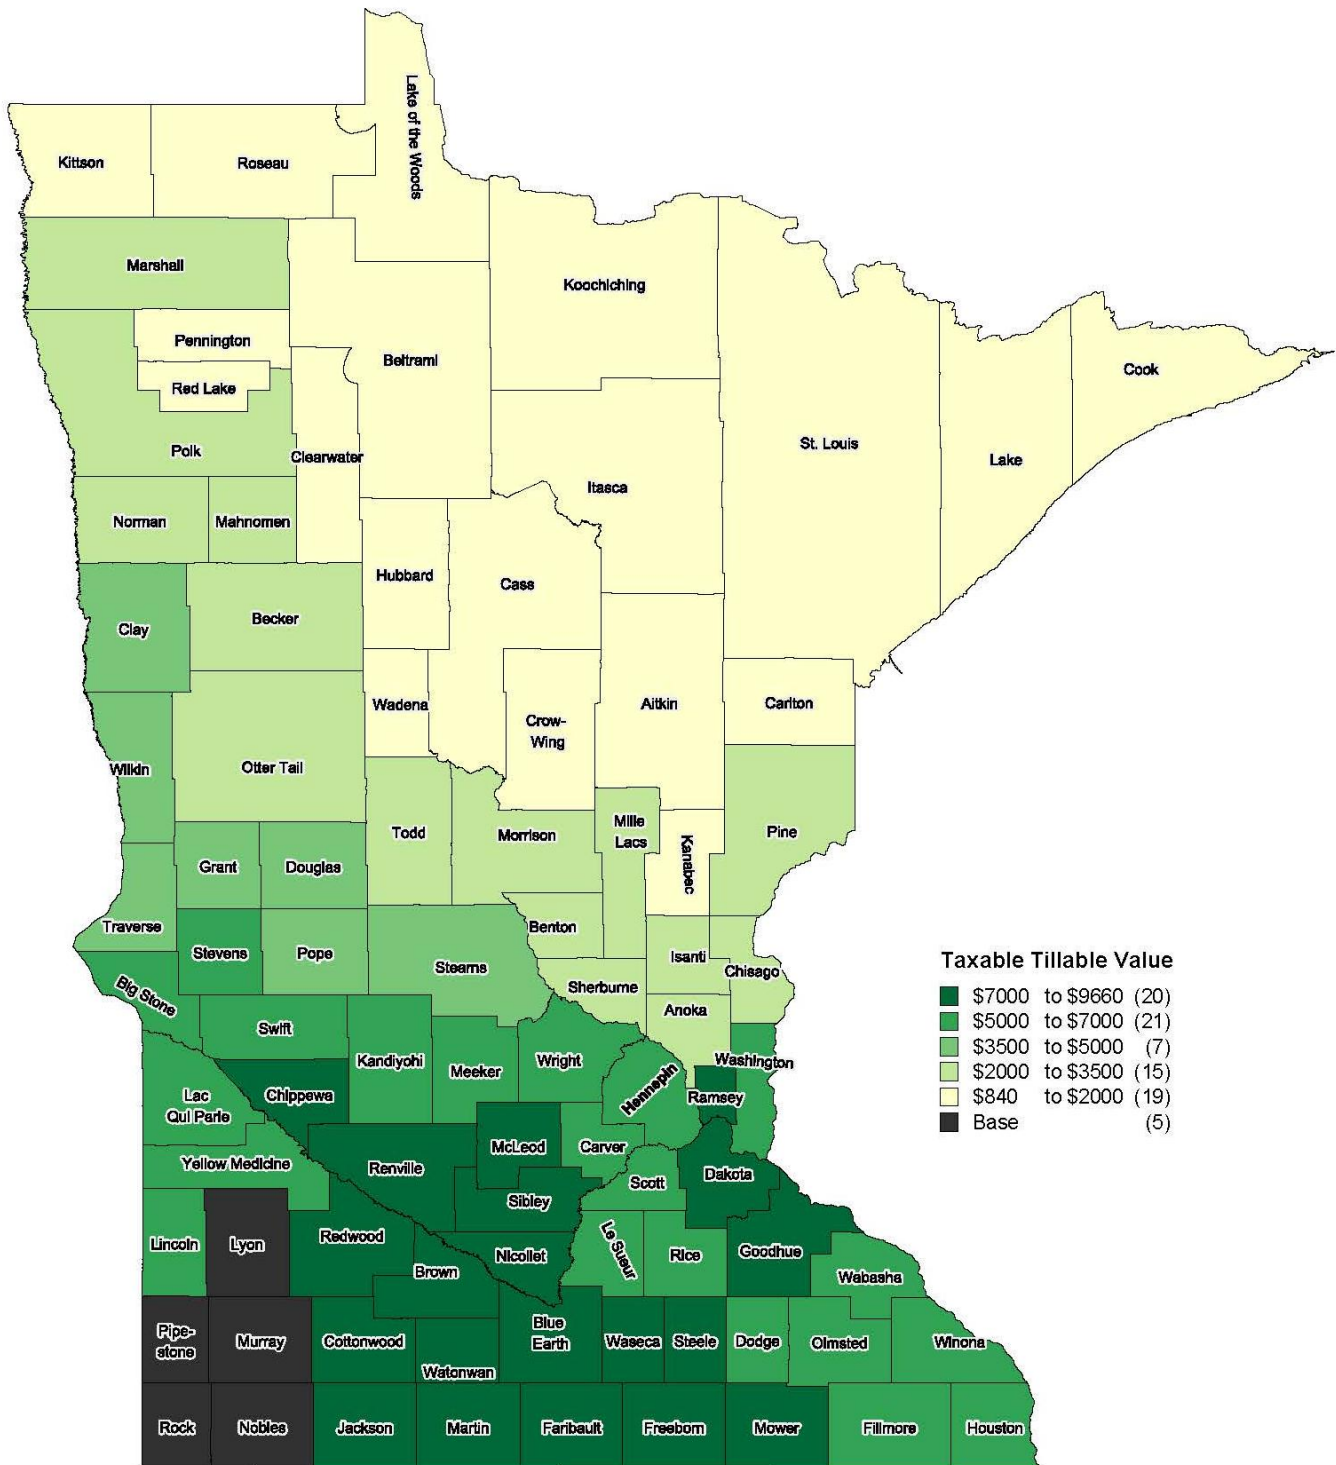 Lake of the Woods
Kittson
Roseau
Marshall
Koochiching
Pennington
Beltrami
Red Lake
Cook
St. Louis
Polk
Clearwater
Lake
Itasca
Norman
Mahnomen
Hubbard
Cass
Clay
Becker
Wadena
Aitkin
Carlton
Crow-
Wing
Wilkin
Otter Tail
Todd
Morrison
Mille
Lacs
Kanabec
Pine
Grant
Douglas
Traverse
Benton
Stevens
Pope
Stearns
Isanti
Chisago
Big Stone
Sherburne
Anoka
Swift
Kandiyohi
Meeker
Wright
Washington
Hennepin
Ramsey
Lac
Qui Parle
Chippewa
McLeod
Carver
Yellow Medicine
Renville
Scott
Dakota
Sibley
Lincoln
Lyon
Redwood
Brown
Nicollet
Le Sueur
Rice
Goodhue
Wabasha
Pipe-
stone
Murray
Cottonwood
Watonwan
Blue
Earth
Waseca
Steele
Dodge
Olmsted
Winona
Rock
Nobles
Jackson
Martin
Faribault
Freeborn
Mower
Fillmore
Houston
Taxable Tillable Value
$7000 to $9660 (20)
$5000 to $7000 (21)
$3500 to $5000 (7)
$2000 to $3500 (15)
$840 to $2000 (19)
Base (5)